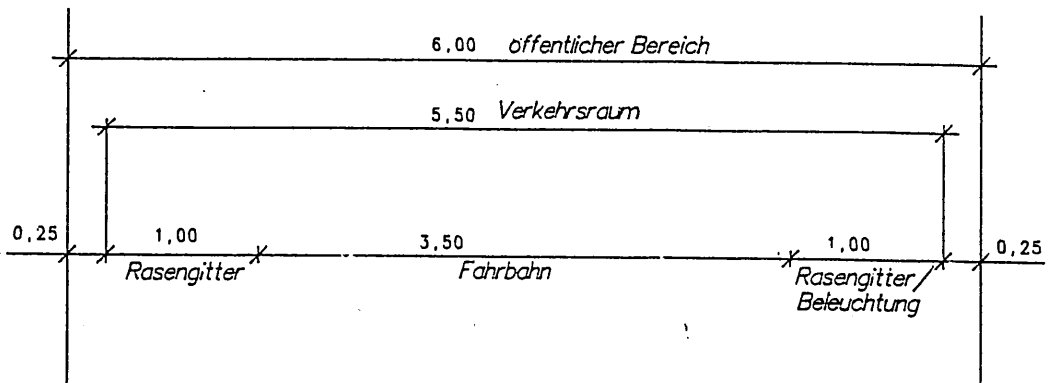 6,00 öffentlicher Bereich
5,50 Verkehrsraum
0,25 1,00 3,50 1,00 0,25
Rasengitter Fahrbahn Rasengitter
Beleuchtung